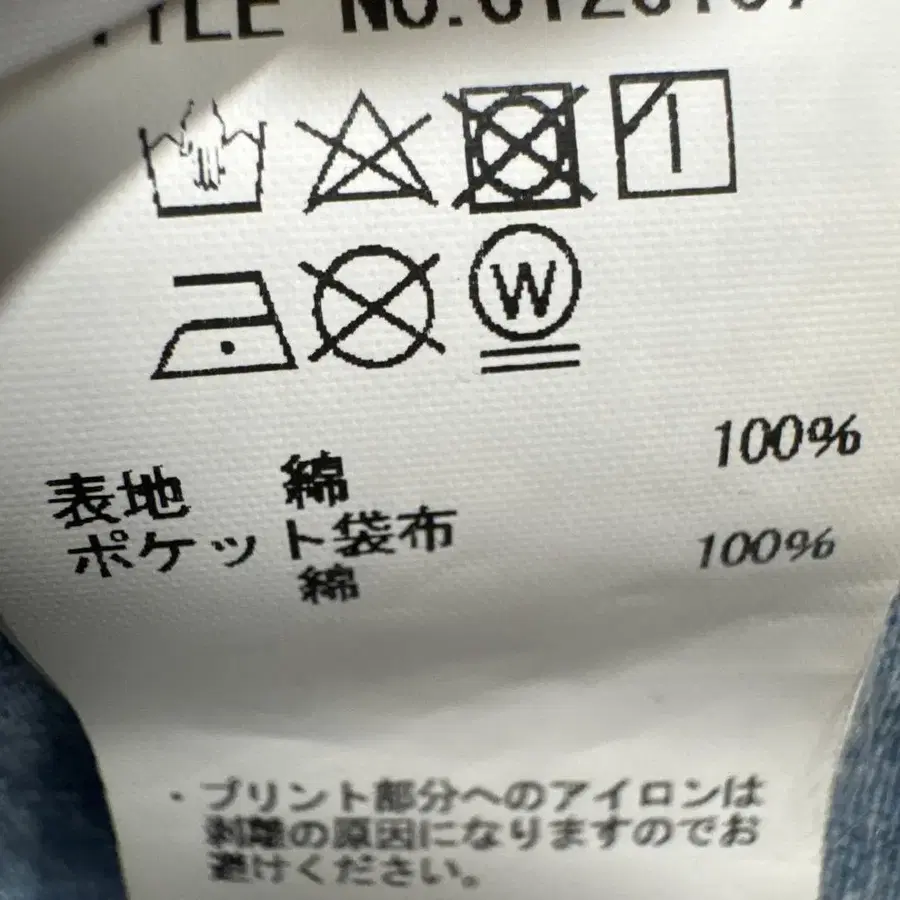 NO.
W
表地 綿 100%
ポケット袋布
綿 100%
・プリント部分へのアイロンは
剥離の原因になりますのでお
避けください。